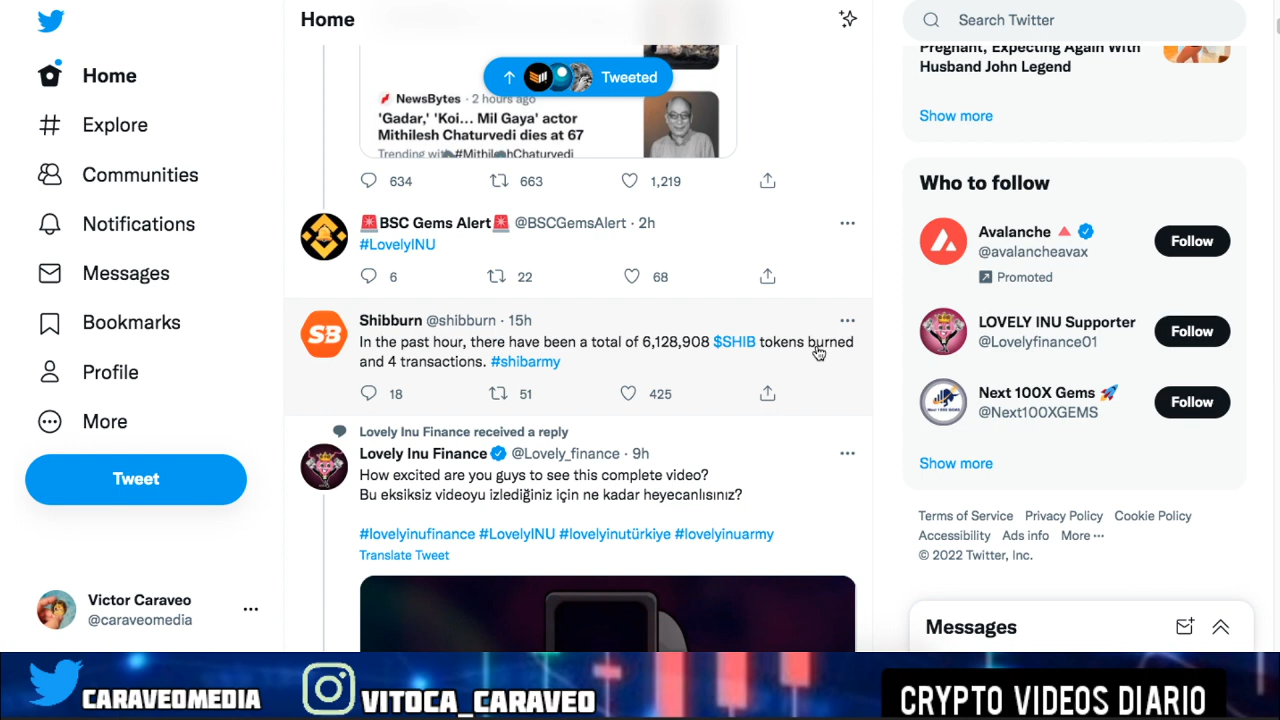 Home
Explore
Communities
Notifications
Messages
Bookmarks
Profile
More
Tweet
Victor Caraveo
@caraveomedia
Home
Tweeted
NewsBytes · 2 hours ago
'Gadar,' 'Koi... Mil Gaya' actor
Mithilesh Chaturvedi dies at 67
Trending with #MithileshChaturvedi
634 663 1,219
🚨BSC Gems Alert🚨 @BSCGemsAlert · 2h
#LovelyINU
6 22 68
SB
Shibburn @shibburn · 15h
In the past hour, there have been a total of 6,128,908 $SHIB tokens burned
and 4 transactions. #shibarmy
18 51 425
Lovely Inu Finance received a reply
Lovely Inu Finance @Lovely_finance · 9h
How excited are you guys to see this complete video?
Bu eksiksiz videoyu izlediğiniz için ne kadar heyecanlısınız?
#lovelyinufinance #LovelyINU #lovelyinutürkiye #lovelyinuarmy
Translate Tweet
Search Twitter
Pregnant, Expecting Again With
Husband John Legend
Show more
Who to follow
Avalanche 🔺
@avalancheavax
Promoted
Follow
LOVELY INU Supporter
@Lovelyfinance01
Follow
Next 100X Gems 🚀
@Next100XGEMS
Follow
Show more
Terms of Service Privacy Policy Cookie Policy
Accessibility Ads info More ···
© 2022 Twitter, Inc.
Messages
CARAVEOMEDIA
VITOCA_CARAVEO
CRYPTO VIDEOS DIARIO